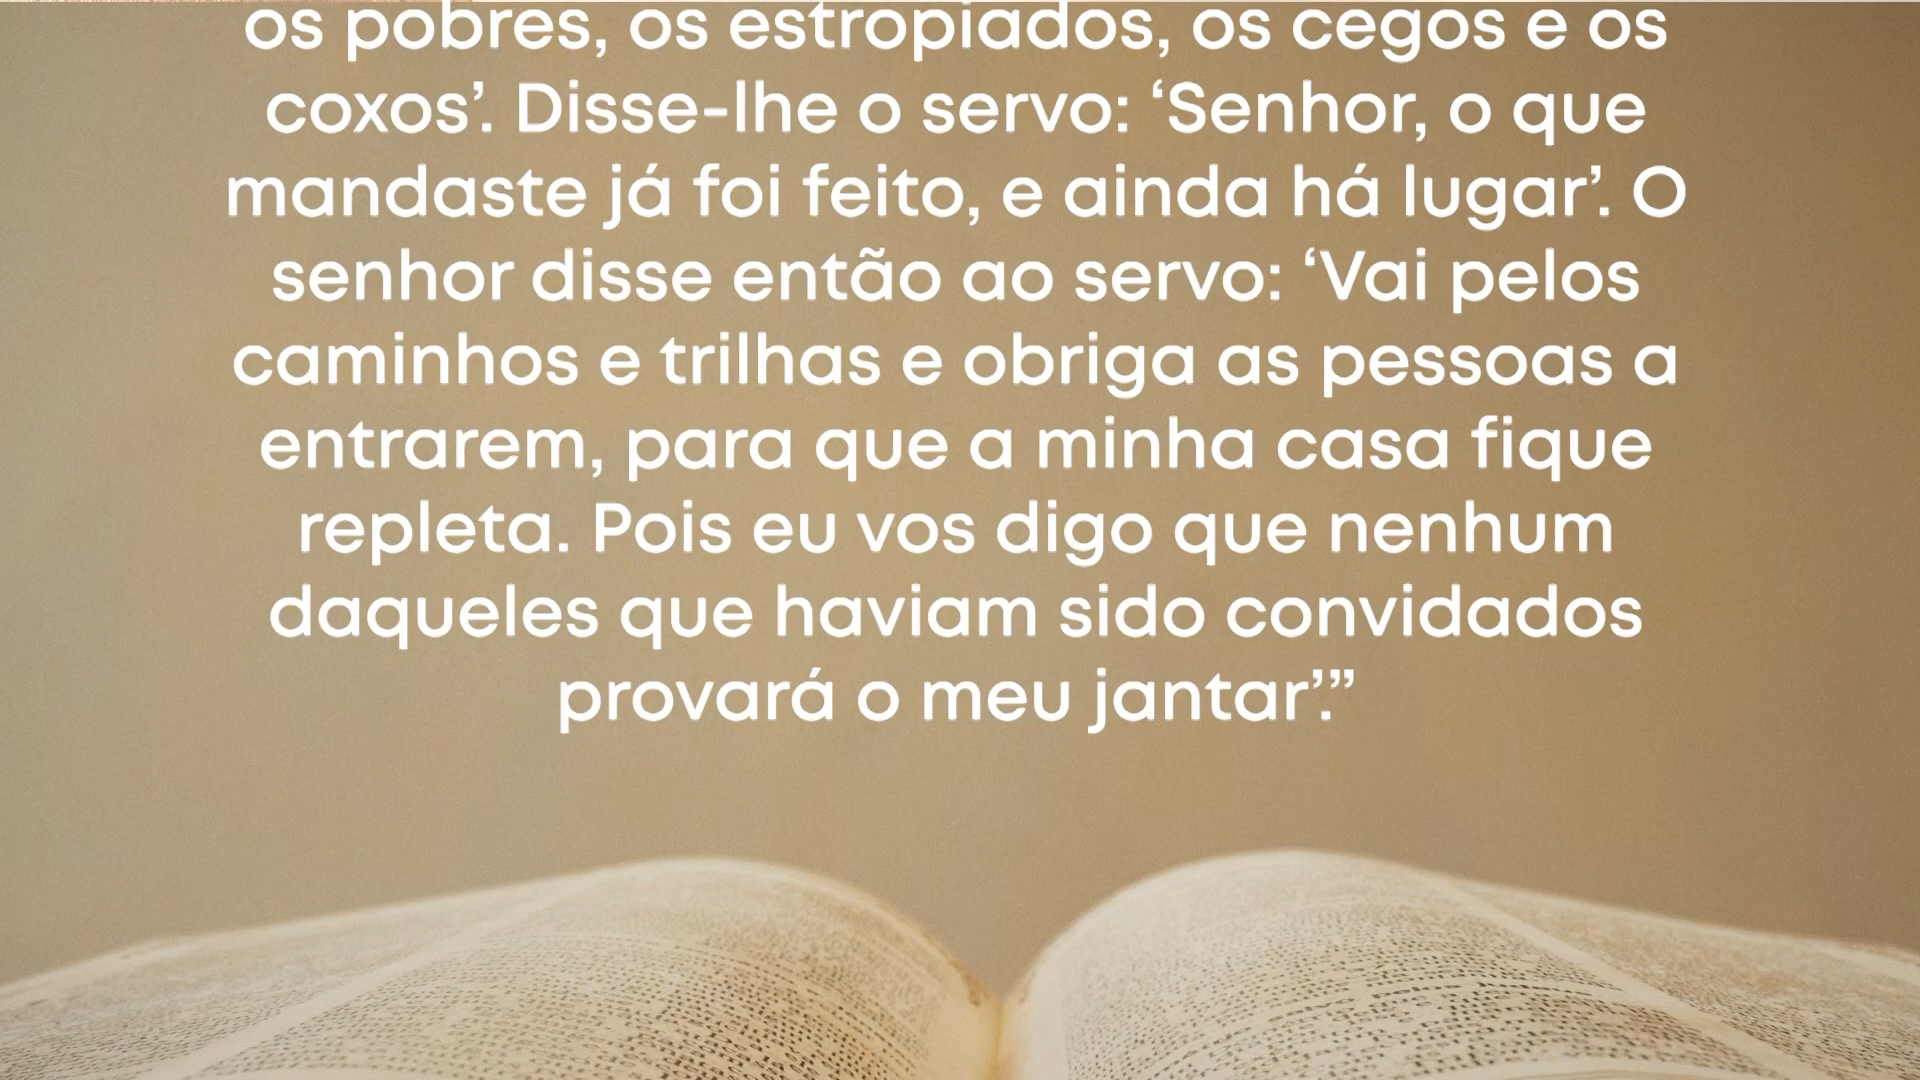 os pobres, os estropiados, os cegos e os
coxos’. Disse-lhe o servo: ‘Senhor, o que
mandaste já foi feito, e ainda há lugar’. O
senhor disse então ao servo: ‘Vai pelos
caminhos e trilhas e obriga as pessoas a
entrarem, para que a minha casa fique
repleta. Pois eu vos digo que nenhum
daqueles que haviam sido convidados
provará o meu jantar’.”